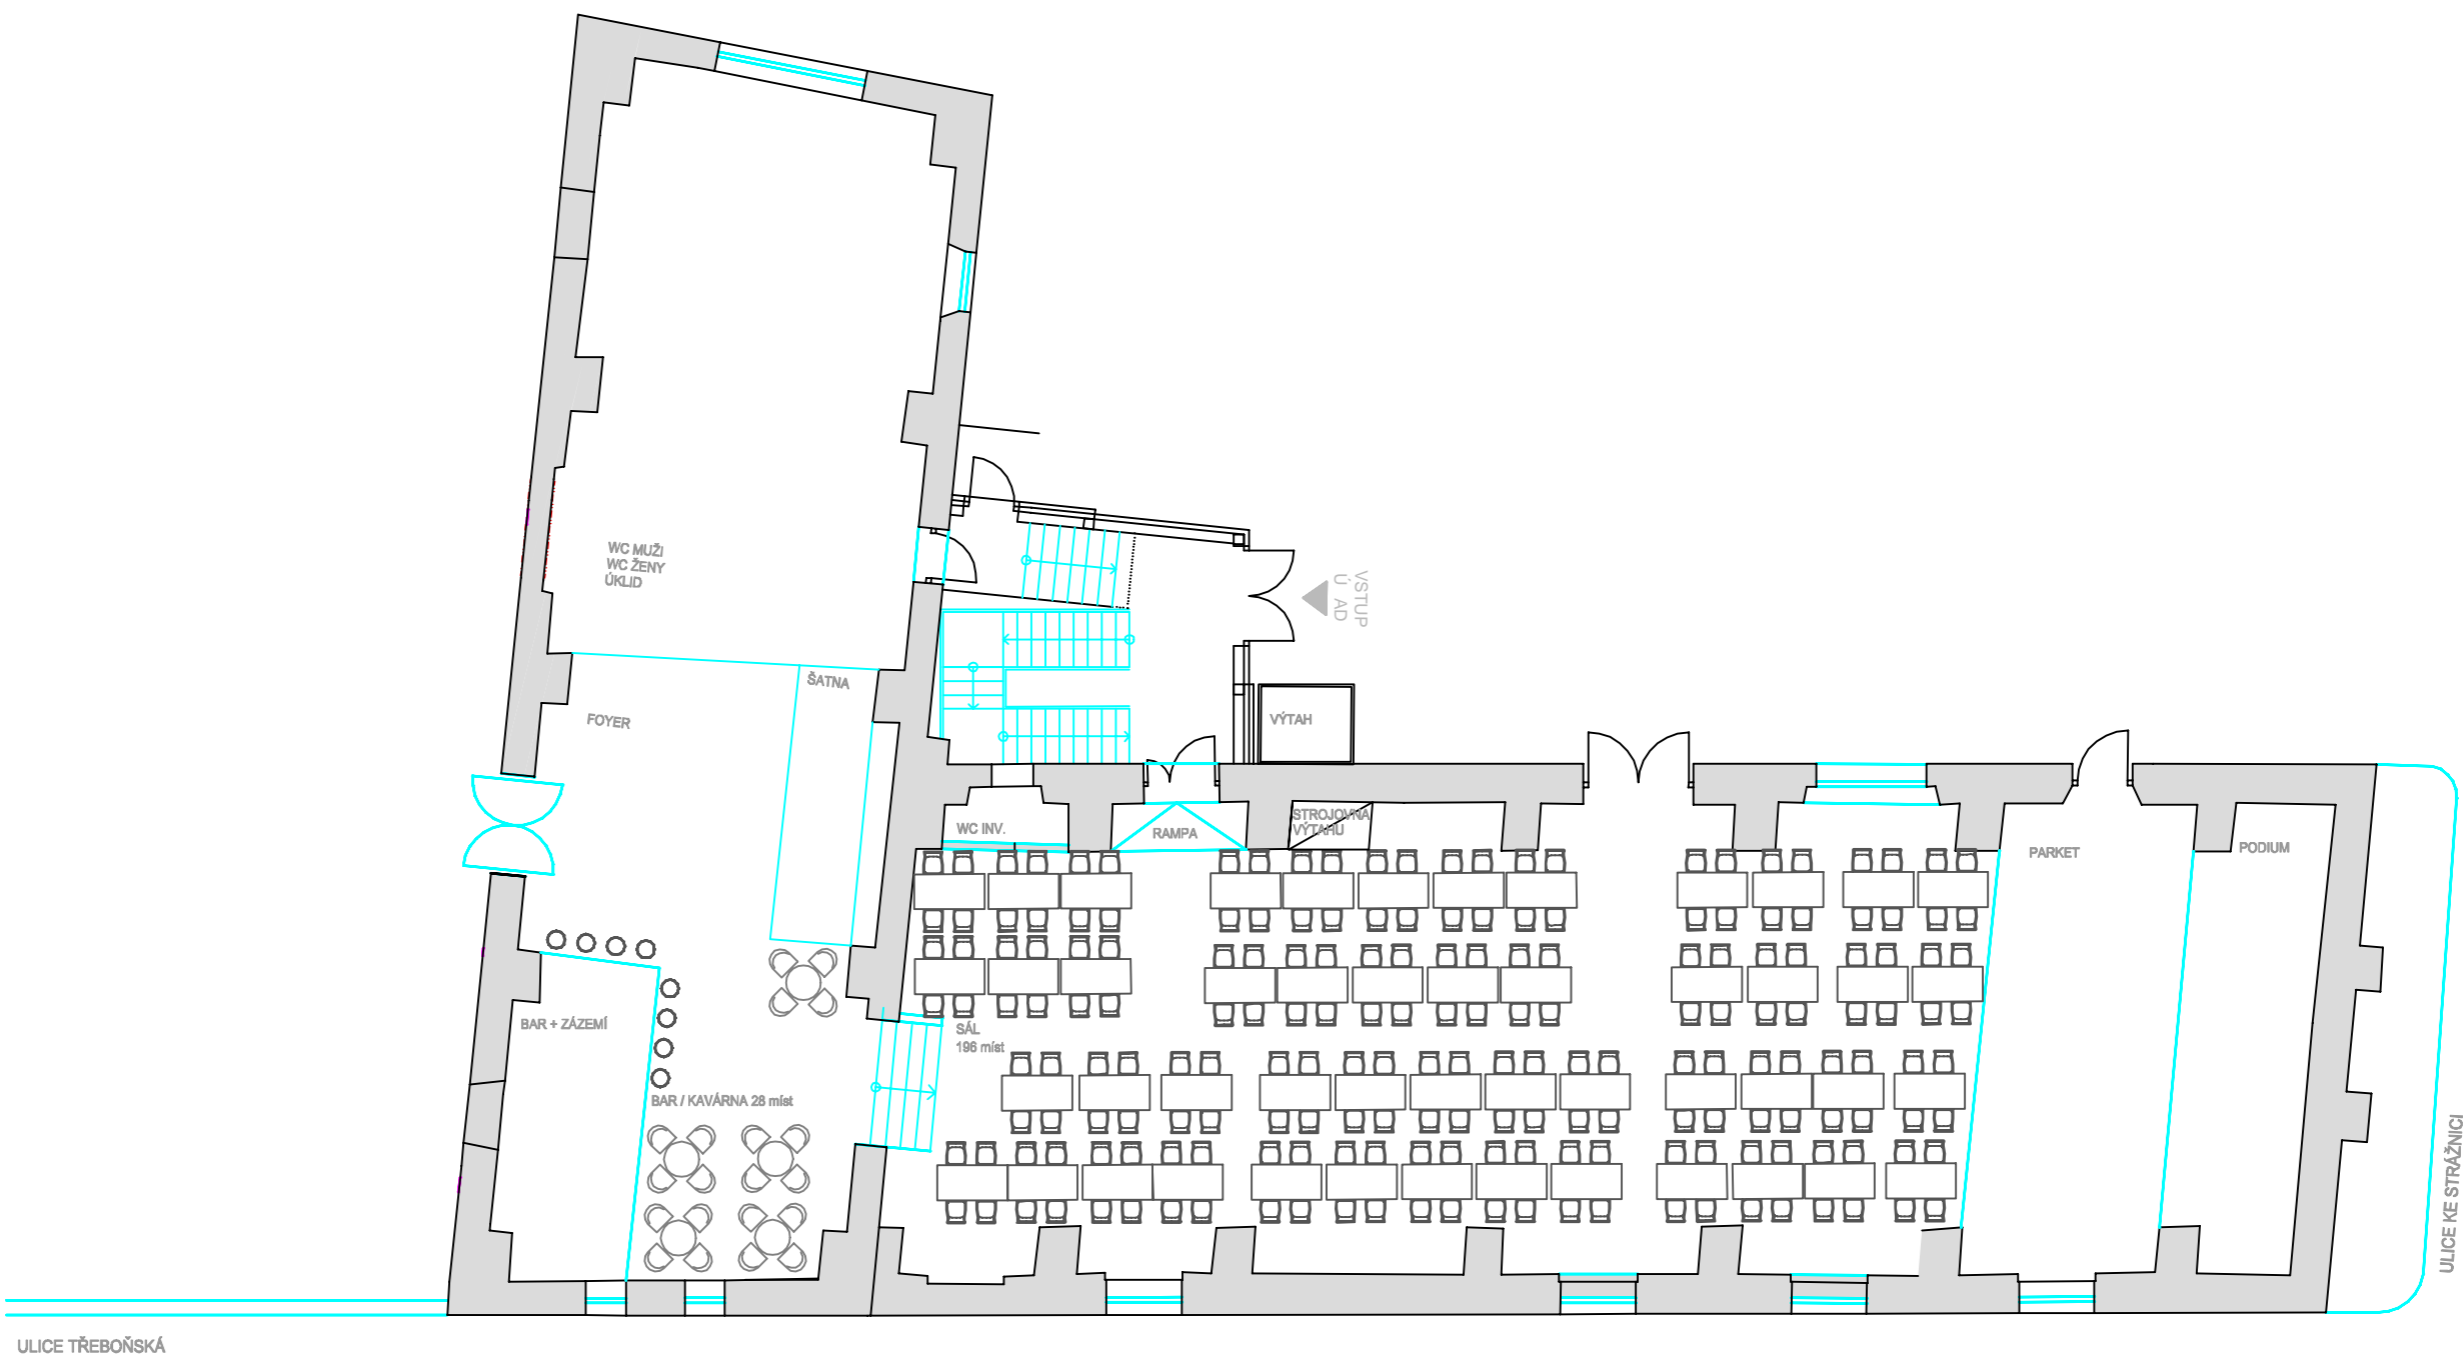 WC MUŽI
WC ŽENY
ÚKLID
VSTUP
Ú AD
ŠATNA
FOYER
VÝTAH
WC INV.
RAMPA
STROJOVNA
VÝTAHU
PARKET
PODIUM
BAR + ZÁZEMÍ
SÁL
196 míst
BAR / KAVÁRNA 28 míst
ULICE KE STRÁŽNICI
ULICE TŘEBOŇSKÁ